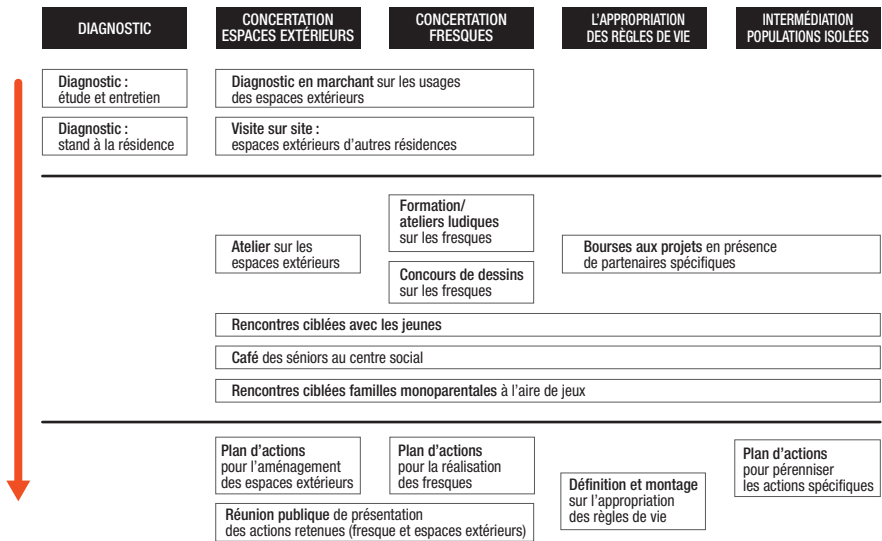 DIAGNOSTIC
CONCERTATION
ESPACES EXTÉRIEURS
CONCERTATION
FRESQUES
L'APPROPRIATION
DES RÈGLES DE VIE
INTERMÉDIATION
POPULATIONS ISOLÉES
Diagnostic :
étude et entretien
Diagnostic en marchant sur les usages
des espaces extérieurs
Diagnostic :
stand à la résidence
Visite sur site :
espaces extérieurs d'autres résidences
Atelier sur les
espaces extérieurs
Formation/
ateliers ludiques
sur les fresques
Concours de dessins
sur les fresques
Bourses aux projets en présence
de partenaires spécifiques
Rencontres ciblées avec les jeunes
Café des séniors au centre social
Rencontres ciblées familles monoparentales à l'aire de jeux
Plan d'actions
pour l'aménagement
des espaces extérieurs
Plan d'actions
pour la réalisation
des fresques
Réunion publique de présentation
des actions retenues (fresque et espaces extérieurs)
Définition et montage
sur l'appropriation
des règles de vie
Plan d'actions
pour pérenniser
les actions spécifiques